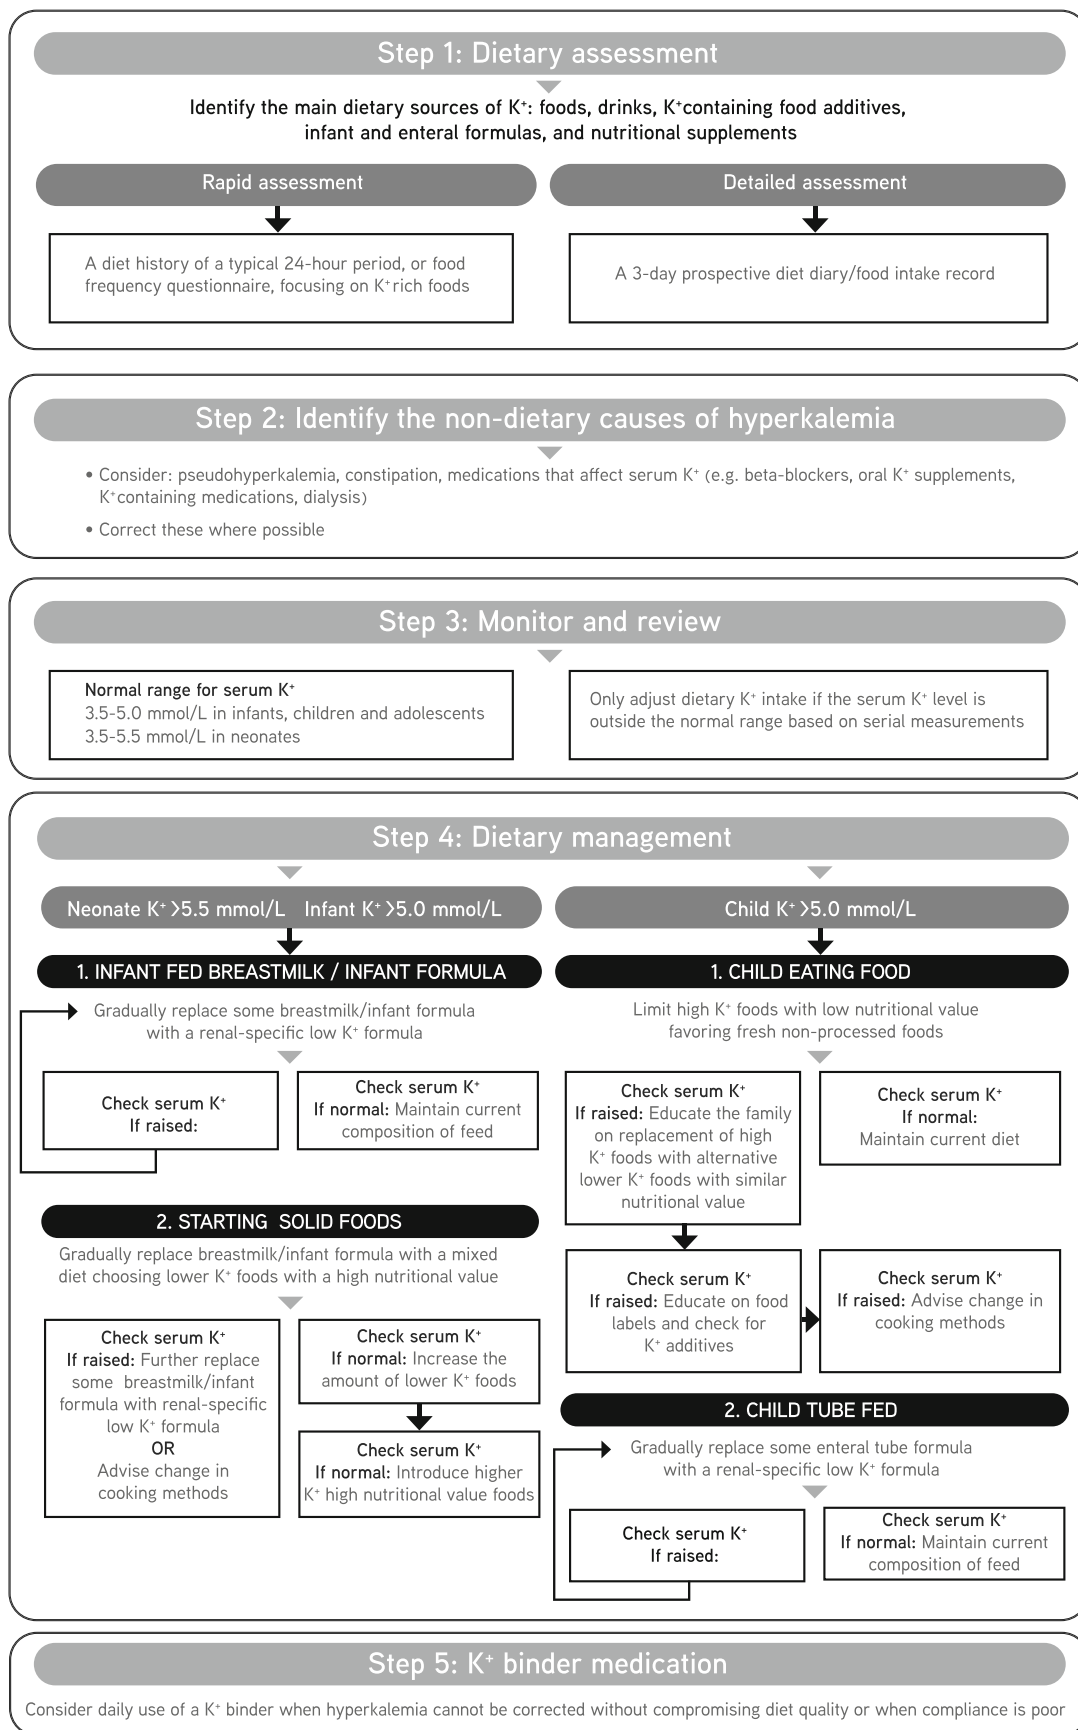 Step 1: Dietary assessment
Identify the main dietary sources of K⁺: foods, drinks, K⁺containing food additives,
infant and enteral formulas, and nutritional supplements
Rapid assessment
A diet history of a typical 24-hour period, or food
frequency questionnaire, focusing on K⁺rich foods
Detailed assessment
A 3-day prospective diet diary/food intake record
Step 2: Identify the non-dietary causes of hyperkalemia
• Consider: pseudohyperkalemia, constipation, medications that affect serum K⁺ (e.g. beta-blockers, oral K⁺ supplements,
K⁺containing medications, dialysis)
• Correct these where possible
Step 3: Monitor and review
Normal range for serum K⁺
3.5-5.0 mmol/L in infants, children and adolescents
3.5-5.5 mmol/L in neonates
Only adjust dietary K⁺ intake if the serum K⁺ level is
outside the normal range based on serial measurements
Step 4: Dietary management
Neonate K⁺ >5.5 mmol/L Infant K⁺ >5.0 mmol/L
1. INFANT FED BREASTMILK / INFANT FORMULA
Gradually replace some breastmilk/infant formula
with a renal-specific low K⁺ formula
Check serum K⁺
If raised:
Check serum K⁺
If normal: Maintain current
composition of feed
2. STARTING SOLID FOODS
Gradually replace breastmilk/infant formula with a mixed
diet choosing lower K⁺ foods with a high nutritional value
Check serum K⁺
If raised: Further replace
some breastmilk/infant
formula with renal-specific
low K⁺ formula
OR
Advise change in
cooking methods
Check serum K⁺
If normal: Increase the
amount of lower K⁺ foods
Check serum K⁺
If normal: Introduce higher
K⁺ high nutritional value foods
Child K⁺ >5.0 mmol/L
1. CHILD EATING FOOD
Limit high K⁺ foods with low nutritional value
favoring fresh non-processed foods
Check serum K⁺
If raised: Educate the family
on replacement of high
K⁺ foods with alternative
lower K⁺ foods with similar
nutritional value
Check serum K⁺
If normal:
Maintain current diet
Check serum K⁺
If raised: Educate on food
labels and check for
K⁺ additives
Check serum K⁺
If raised: Advise change in
cooking methods
2. CHILD TUBE FED
Gradually replace some enteral tube formula
with a renal-specific low K⁺ formula
Check serum K⁺
If raised:
Check serum K⁺
If normal: Maintain current
composition of feed
Step 5: K⁺ binder medication
Consider daily use of a K⁺ binder when hyperkalemia cannot be corrected without compromising diet quality or when compliance is poor